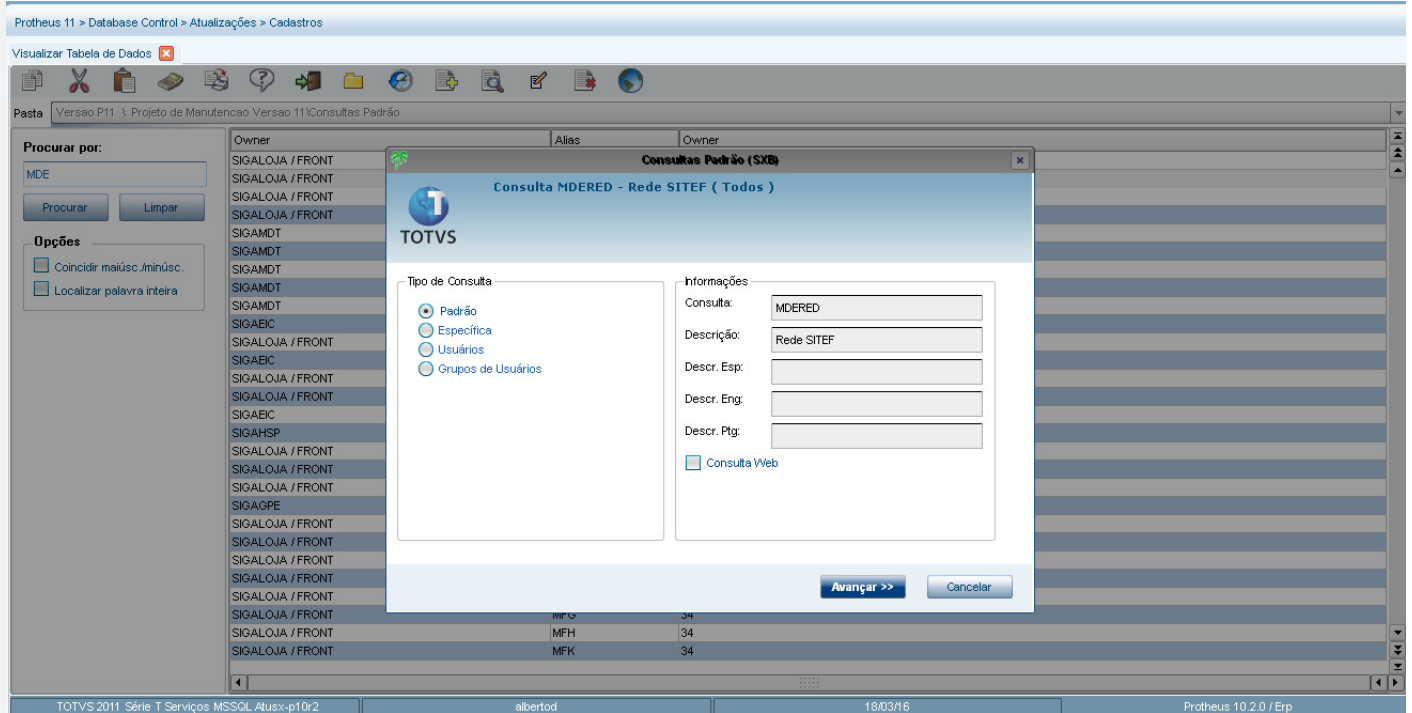 Protheus 11 > Database Control > Atualizações > Cadastros
Visualizar Tabela de Dados
Pasta Versao P11 \ Projeto de Manutencao Versao 11\Consultas Padrão
Procurar por:
MDE
Procurar Limpar
Opções
Coincidir maiúsc./minúsc.
Localizar palavra inteira
Owner Alias Owner
SIGALOJA / FRONT
SIGALOJA / FRONT
SIGALOJA / FRONT
SIGALOJA / FRONT
SIGAMDT
SIGAMDT
SIGAMDT
SIGAMDT
SIGAMDT
SIGAEIC
SIGALOJA / FRONT
SIGAEIC
SIGALOJA / FRONT
SIGALOJA / FRONT
SIGAEIC
SIGAHSP
SIGALOJA / FRONT
SIGALOJA / FRONT
SIGALOJA / FRONT
SIGAGPE
SIGALOJA / FRONT
SIGALOJA / FRONT
SIGALOJA / FRONT
SIGALOJA / FRONT
SIGALOJA / FRONT
SIGALOJA / FRONT MFG 34
SIGALOJA / FRONT MFH 34
SIGALOJA / FRONT MFK 34
Consultas Padrão (SXB)
Consulta MDERED - Rede SITEF ( Todos )
TOTVS
Tipo de Consulta
Padrão
Específica
Usuários
Grupos de Usuários
Informações
Consulta: MDERED
Descrição: Rede SITEF
Descr. Esp:
Descr. Eng:
Descr. Ptg:
Consulta Web
Avançar >> Cancelar
TOTVS 2011 Série T Serviços MSSQL Atusx-p10r2 albertod 18/03/16 Protheus 10.2.0 / Erp